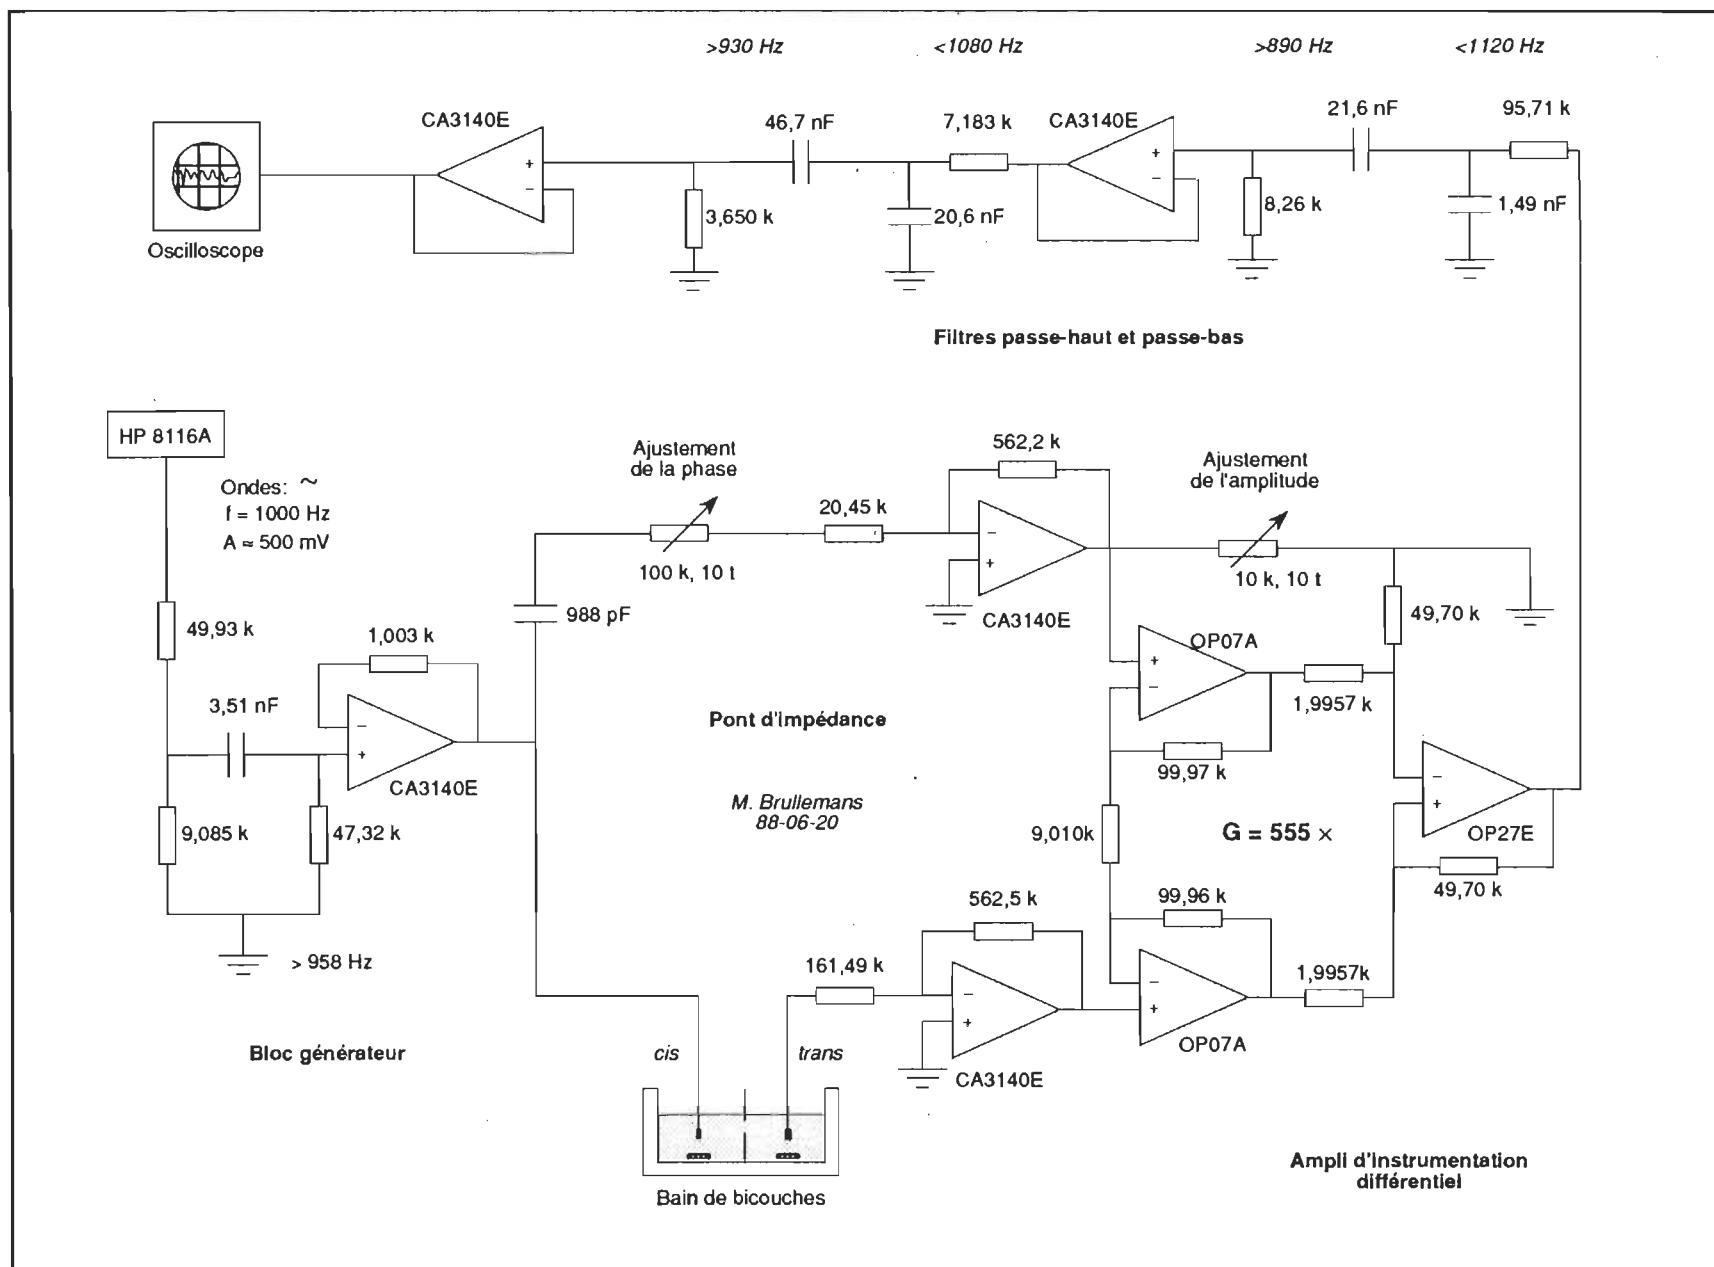 >930 Hz
<1080 Hz
>890 Hz
<1120 Hz
CA3140E
46,7 nF
7,183 k
CA3140E
21,6 nF
95,71 k
+
−
+
−
3,650 k
20,6 nF
8,26 k
1,49 nF
Oscilloscope
Filtres passe-haut et passe-bas
HP 8116A
Ondes: ~
f = 1000 Hz
A = 500 mV
Ajustement
de la phase
20,45 k
562,2 k
Ajustement
de l'amplitude
−
+
100 k, 10 t
10 k, 10 t
988 pF
CA3140E
49,70 k
49,93 k
1,003 k
OP07A
+
−
1,9957 k
3,51 nF
Pont d'impédance
−
+
CA3140E
99,97 k
−
+
M. Brullemans
88-06-20
9,085 k
47,32 k
9,010k
G = 555 ×
OP27E
49,70 k
562,5 k
99,96 k
> 958 Hz
161,49 k
−
+
−
+
1,9957k
Bloc générateur
cis
trans
OP07A
CA3140E
Bain de bicouches
Ampli d'instrumentation
différentiel